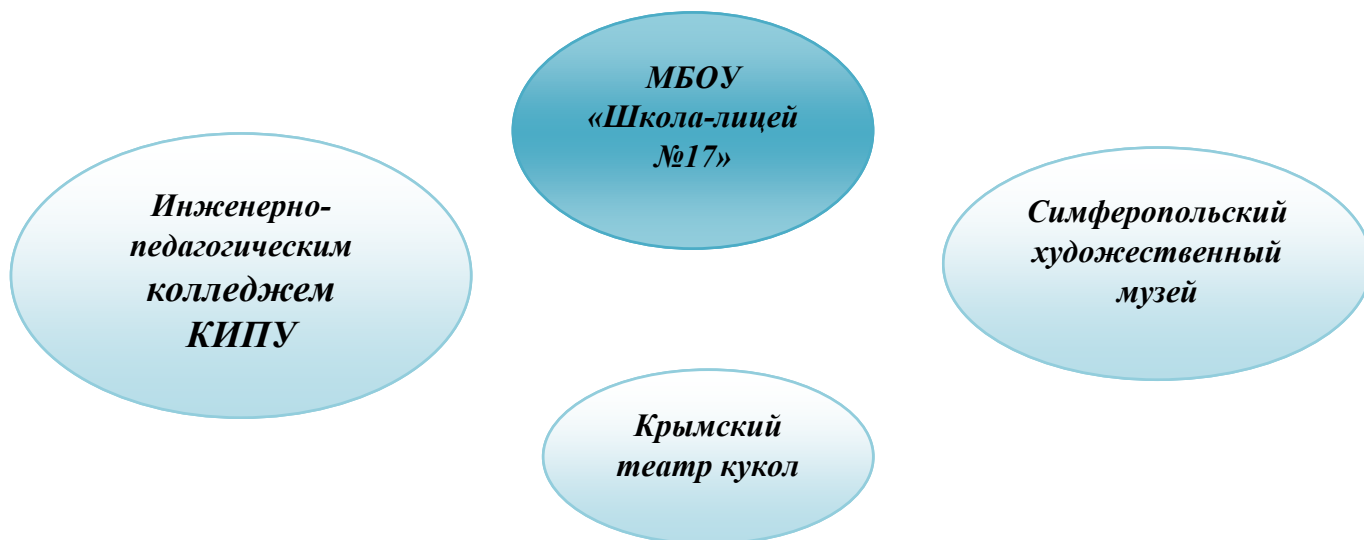 МБОУ
«Школа-лицей
№17»
Инженерно-
педагогическим
колледжем
КИПУ
Симферопольский
художественный
музей
Крымский
театр кукол